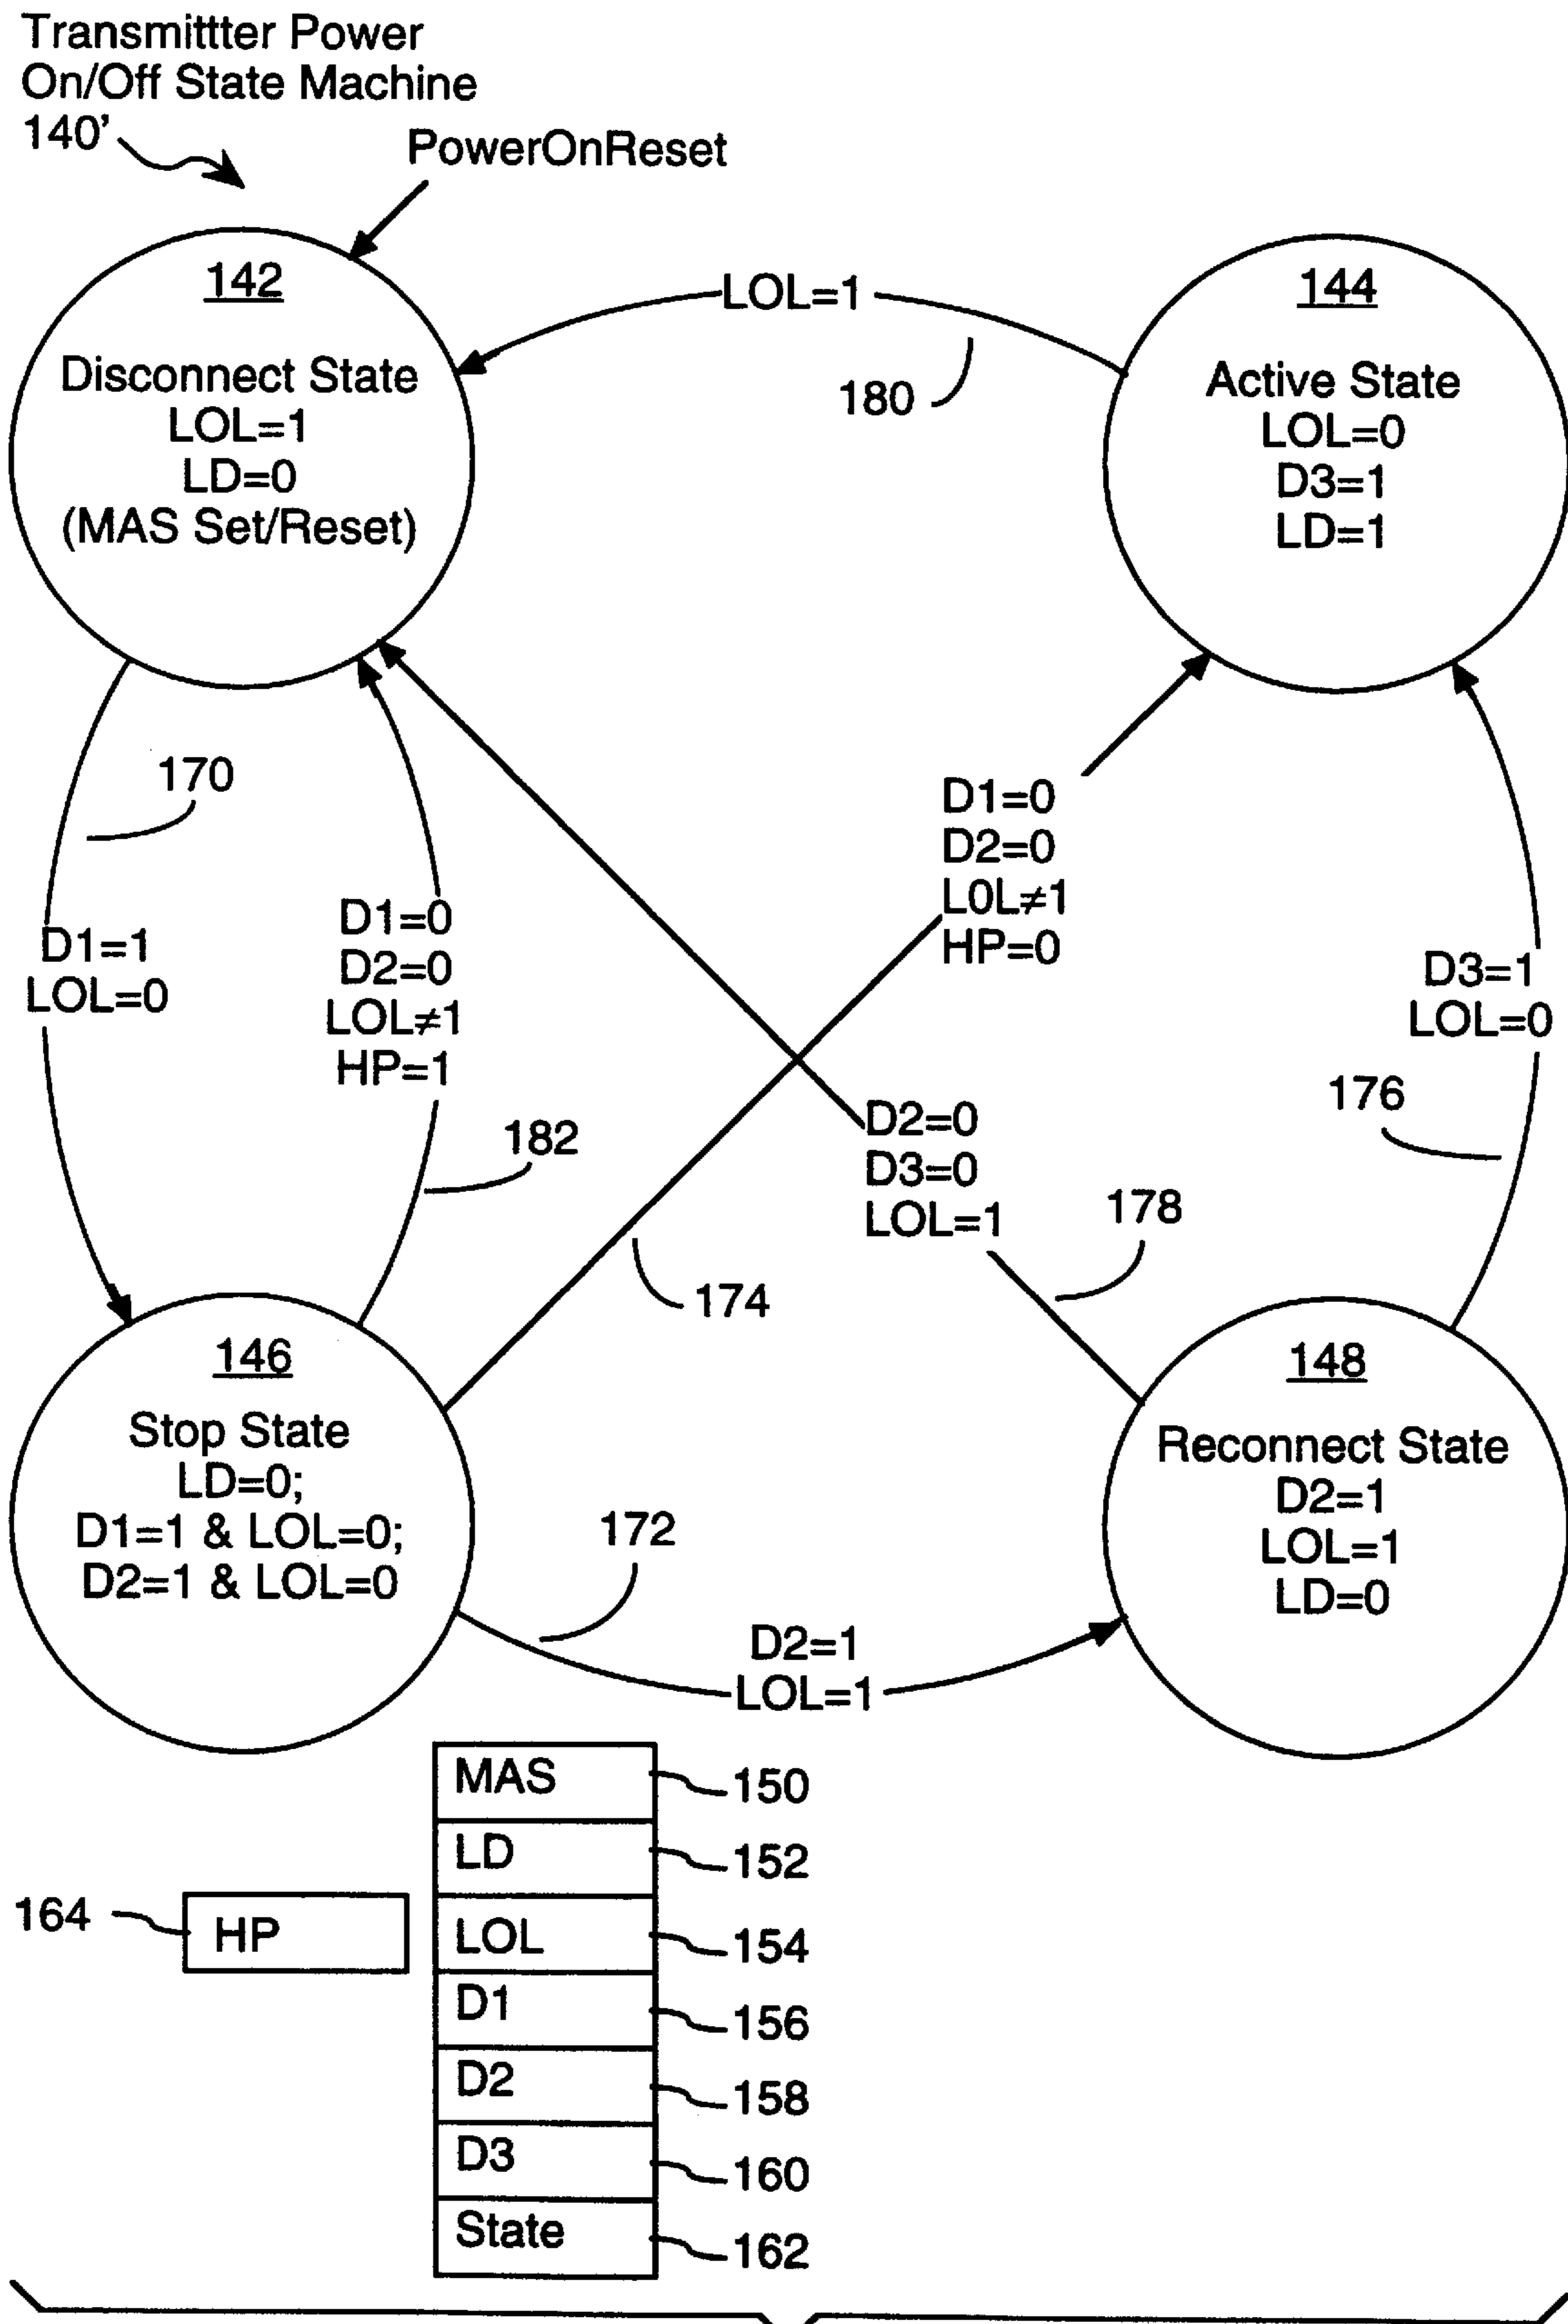 Transmittter Power
On/Off State Machine
140'
PowerOnReset
142
Disconnect State
LOL=1
LD=0
(MAS Set/Reset)
LOL=1
180
144
Active State
LOL=0
D3=1
LD=1
170
D1=1
LOL=0
D1=0
D2=0
LOL≠1
HP=1
182
D1=0
D2=0
L0L≠1
HP=0
174
D2=0
D3=0
LOL=1
178
D3=1
LOL=0
176
146
Stop State
LD=0;
D1=1 & LOL=0;
D2=1 & LOL=0
172
D2=1
LOL=1
148
Reconnect State
D2=1
LOL=1
LD=0
MAS
150
LD
152
164
HP
LOL
154
D1
156
D2
158
D3
160
State
162